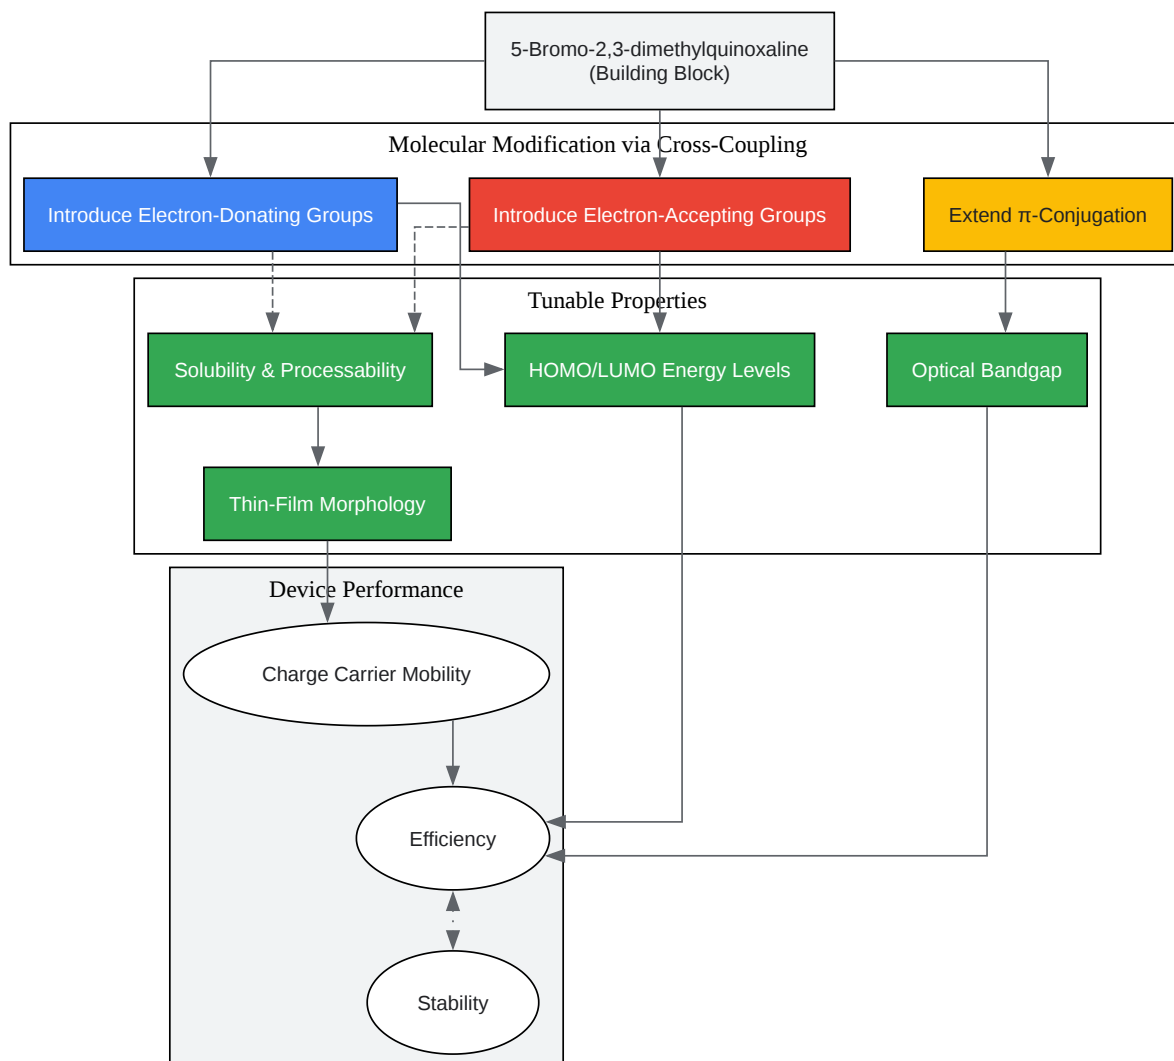 5-Bromo-2,3-dimethylquinoxaline
(Building Block)
Molecular Modification via Cross-Coupling
Introduce Electron-Donating Groups
Introduce Electron-Accepting Groups
Extend π-Conjugation
Tunable Properties
Solubility & Processability
HOMO/LUMO Energy Levels
Optical Bandgap
Thin-Film Morphology
Device Performance
Charge Carrier Mobility
Efficiency
Stability